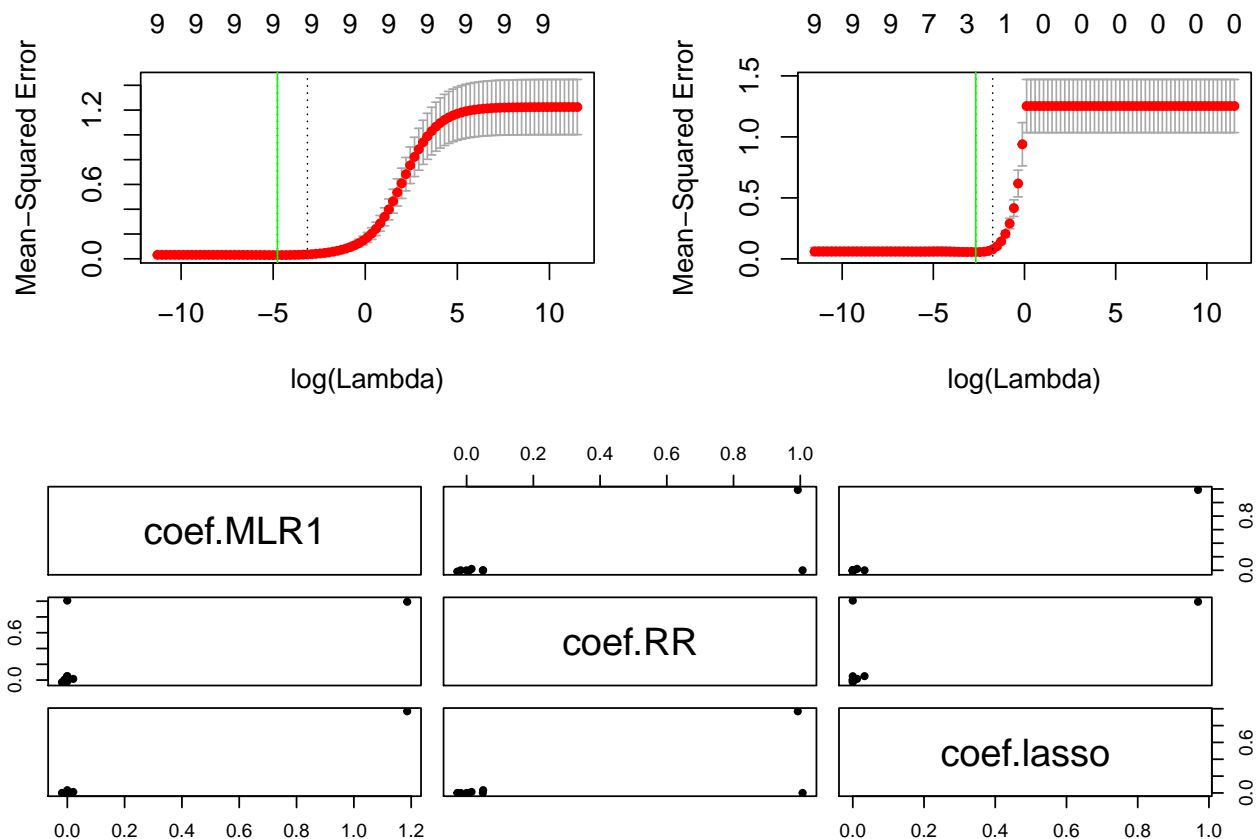 9 9 9 9 9 9 9 9 9 9
Mean−Squared Error
0.0 0.6 1.2
−10 −5 0 5 10
log(Lambda)
9 9 9 7 3 1 0 0 0 0 0 0
Mean−Squared Error
0.0 0.5 1.0 1.5
−10 −5 0 5 10
log(Lambda)
0.0 0.2 0.4 0.6 0.8 1.0
coef.MLR1
0.0 0.8
0.0 0.6
coef.RR
coef.lasso
0.0 0.6
0.0 0.2 0.4 0.6 0.8 1.0 1.2
0.0 0.2 0.4 0.6 0.8 1.0